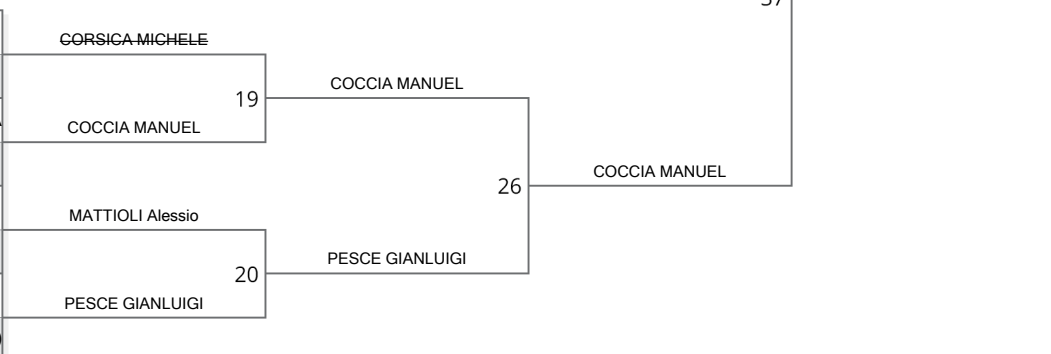 CORSICA MICHELE
19
COCCIA MANUEL
COCCIA MANUEL
26
COCCIA MANUEL
MATTIOLI Alessio
20
PESCE GIANLUIGI
PESCE GIANLUIGI